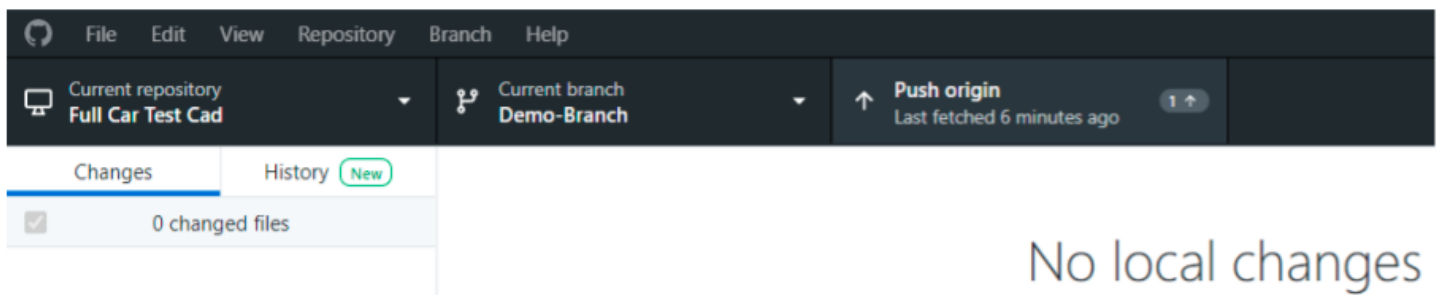 File Edit View Repository Branch Help
Current repository
Full Car Test Cad
Current branch
Demo-Branch
Push origin
Last fetched 6 minutes ago
1 ↑
Changes
History New
0 changed files
No local changes